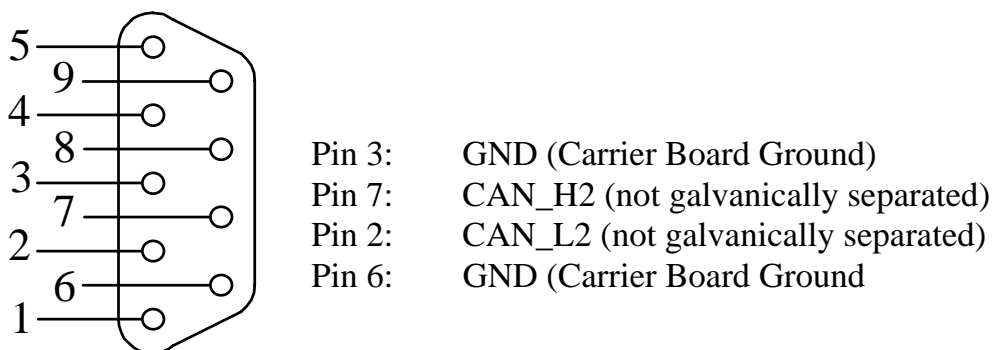 5
9
4
8
3
7
2
6
1
Pin 3: GND (Carrier Board Ground)
Pin 7: CAN_H2 (not galvanically separated)
Pin 2: CAN_L2 (not galvanically separated)
Pin 6: GND (Carrier Board Ground